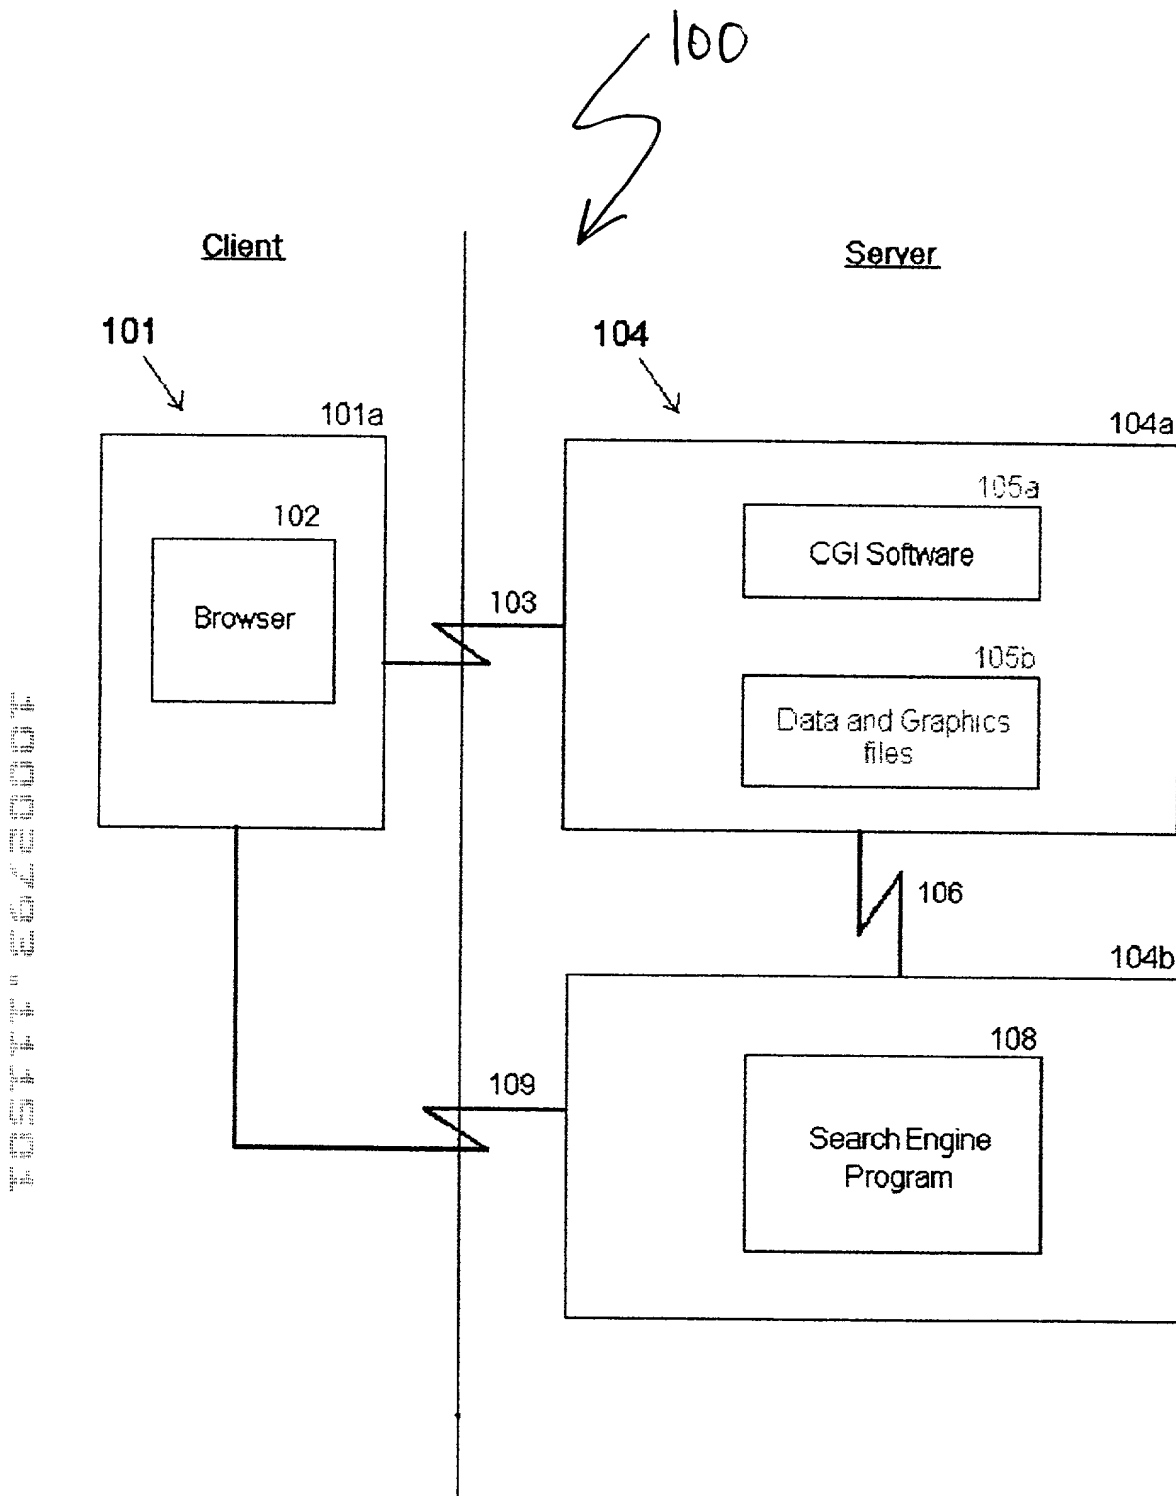 100
Client
Server
101
104
101a
104a
105a
102
CGI Software
Browser
103
105b
Data and Graphics
files
106
104b
108
109
Search Engine
Program